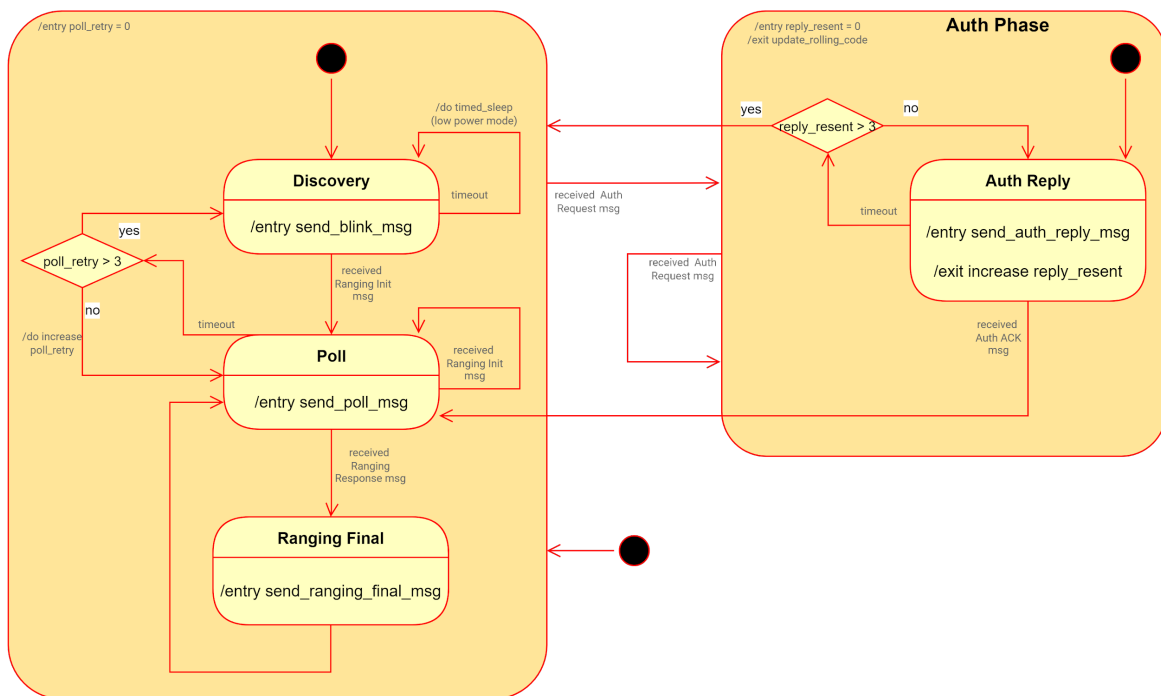 /entry poll_retry = 0
/do timed_sleep
(low power mode)
Discovery
timeout
/entry send_blink_msg
yes
poll_retry > 3
no
/do increase
poll_retry
received
Ranging Init
msg
timeout
Poll
/entry send_poll_msg
received
Ranging Init
msg
received
Ranging
Response msg
Ranging Final
/entry send_ranging_final_msg
received Auth
Request msg
/entry reply_resent = 0
/exit update_rolling_code
Auth Phase
yes
reply_resent > 3
no
Auth Reply
timeout
/entry send_auth_reply_msg
/exit increase reply_resent
received Auth
Request msg
received
Auth ACK
msg